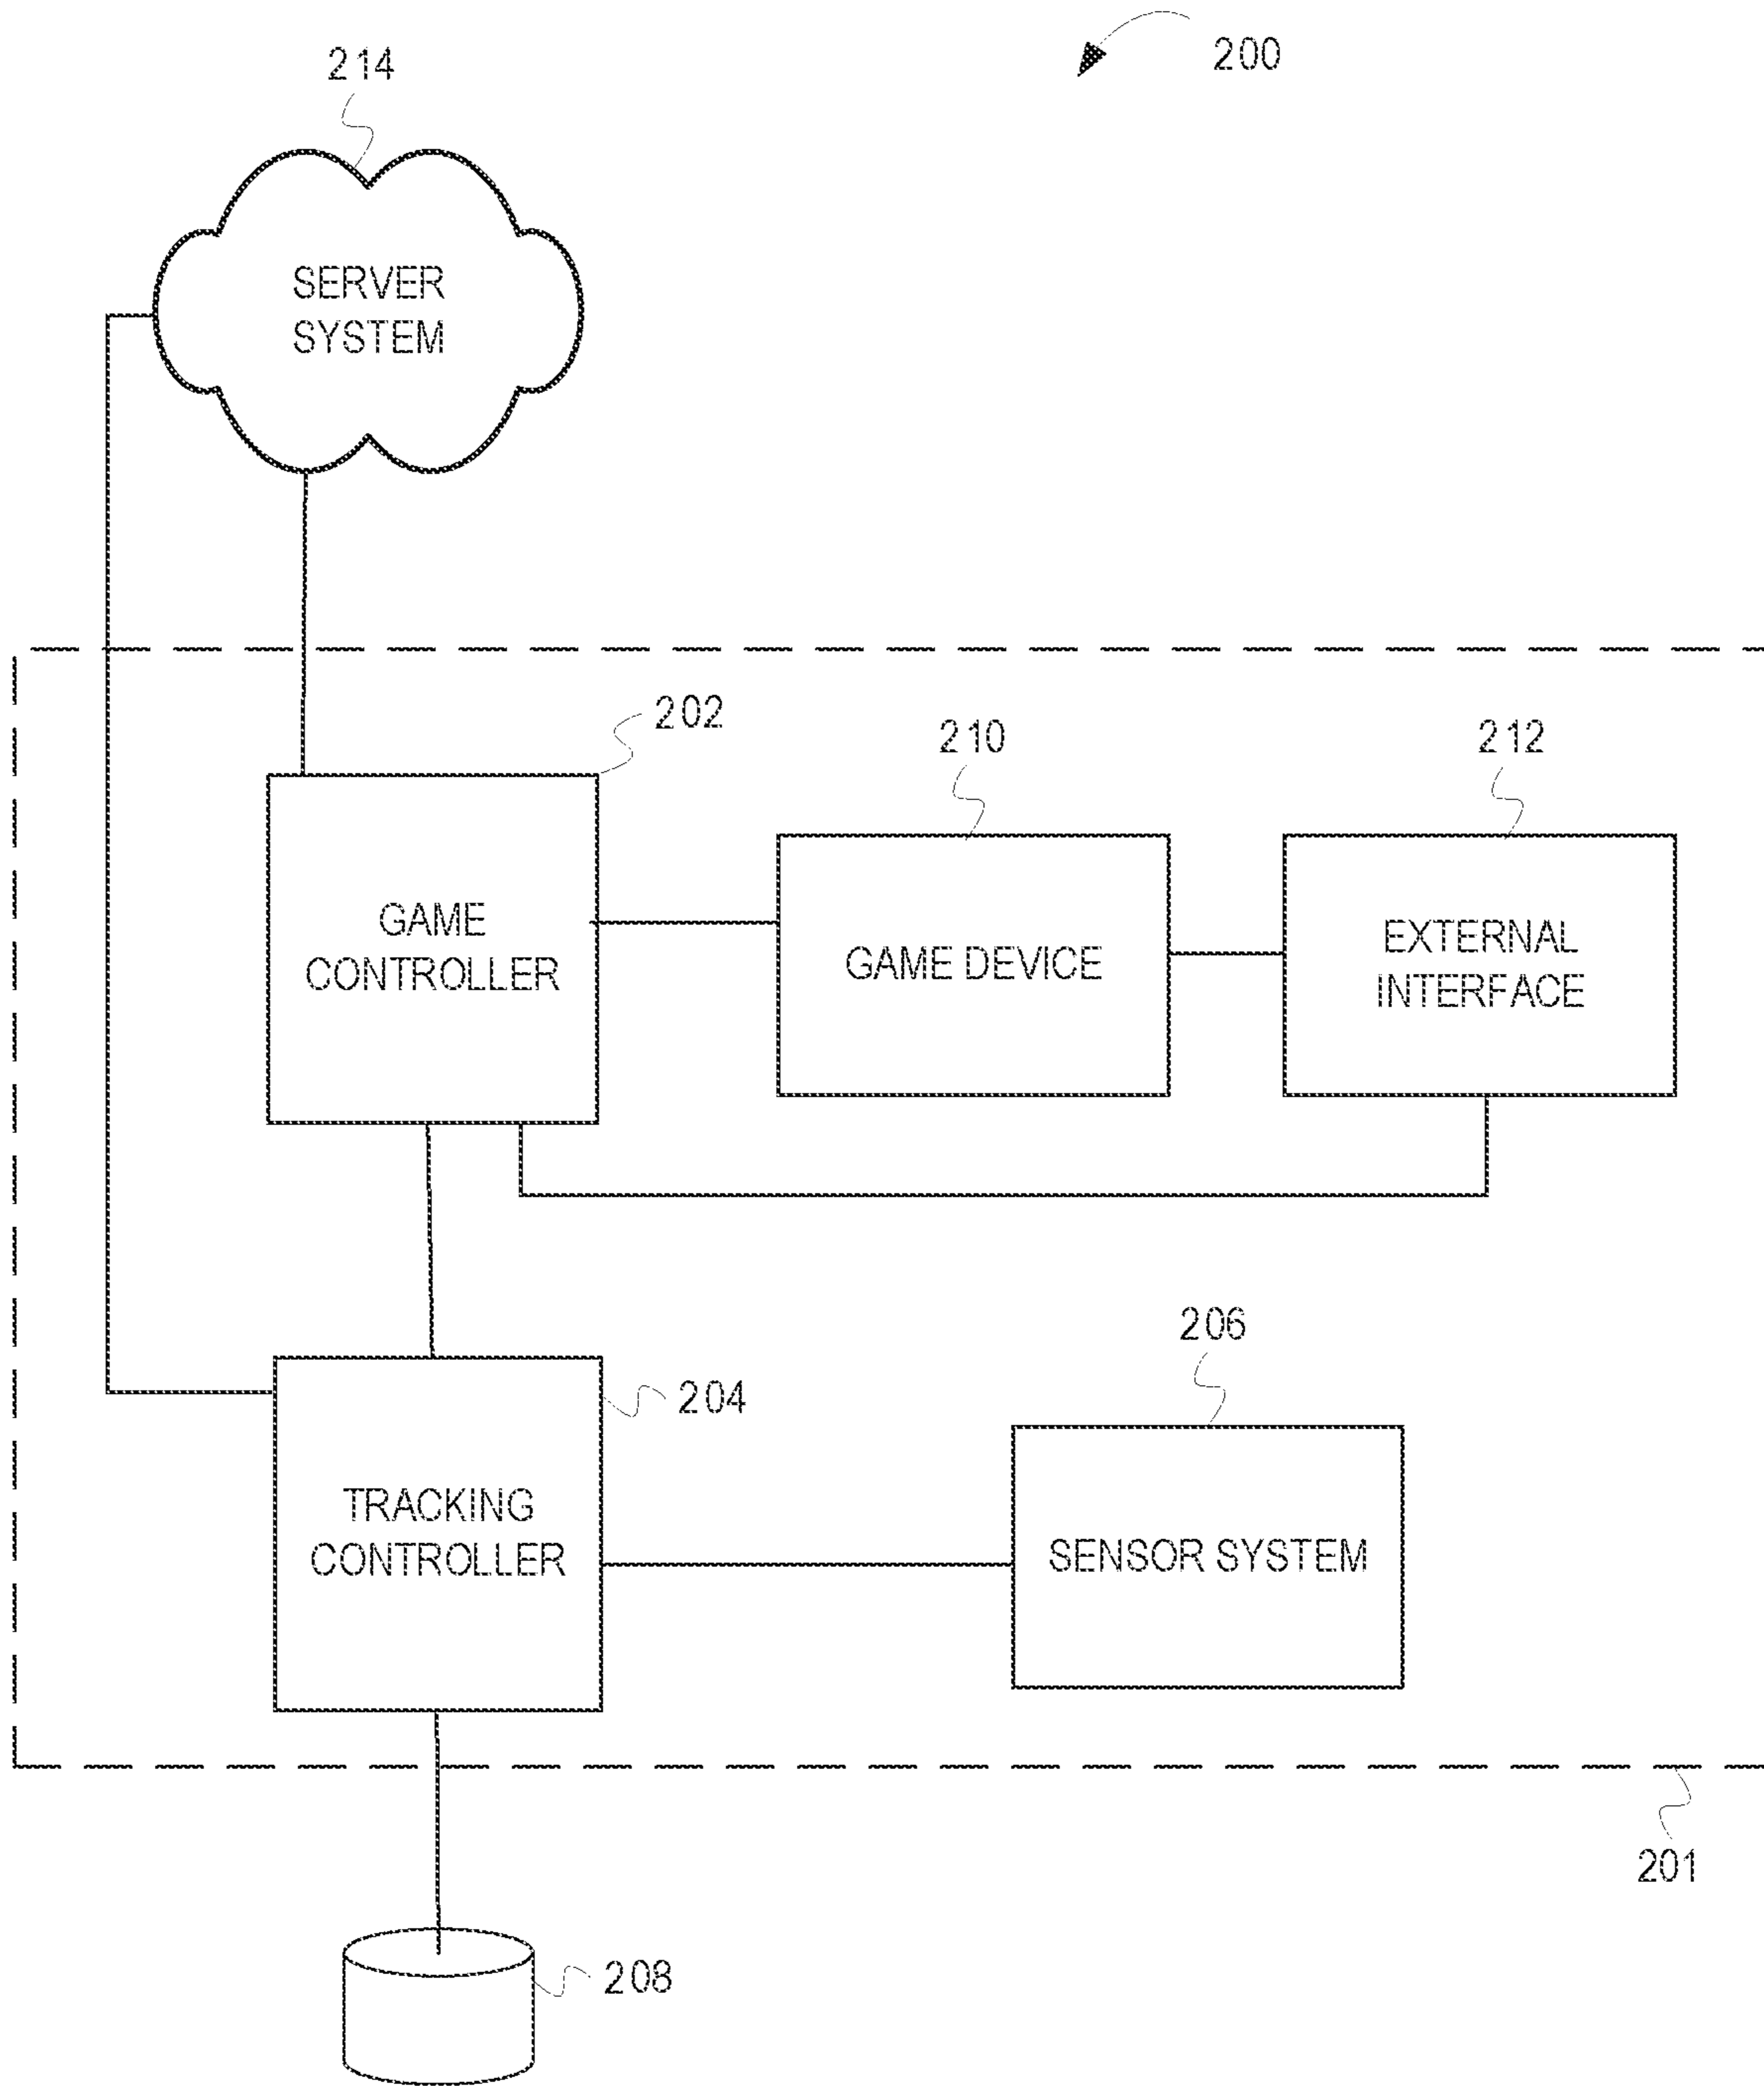 200
214
SERVER
SYSTEM
202
210
212
GAME
CONTROLLER
GAME DEVICE
EXTERNAL
INTERFACE
206
204
TRACKING
CONTROLLER
SENSOR SYSTEM
201
208